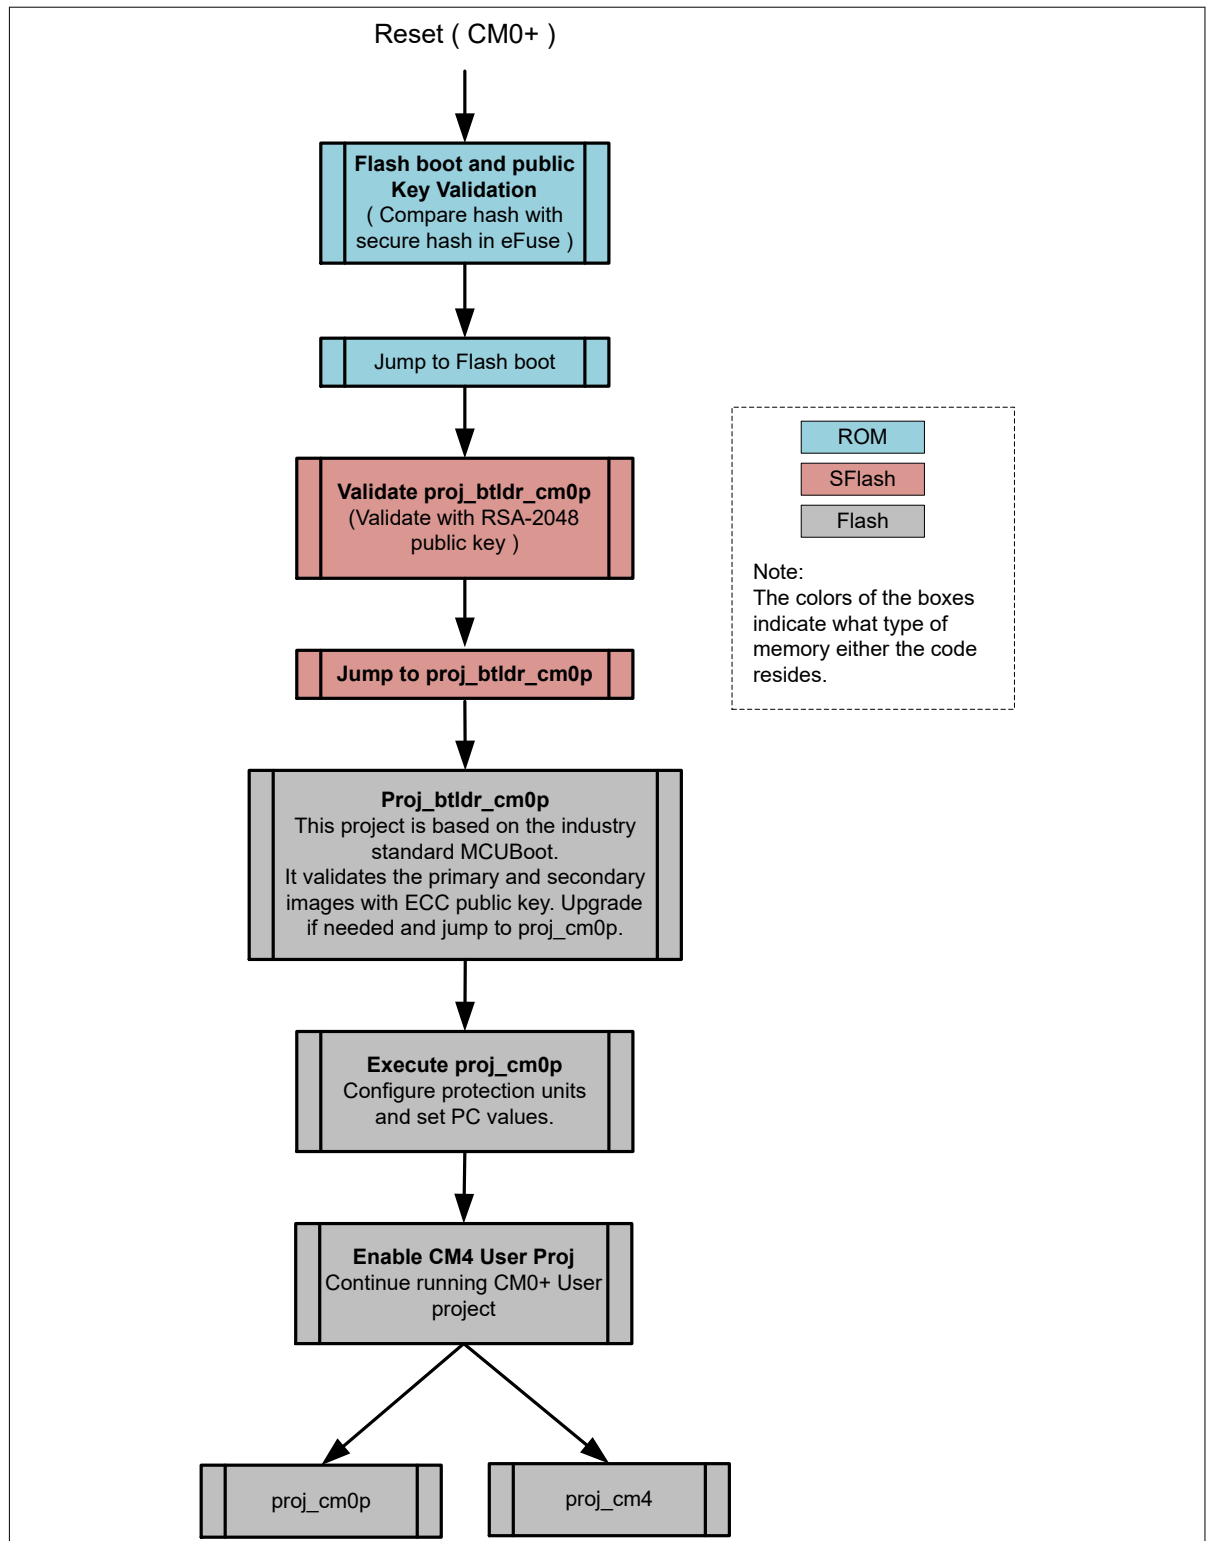 Reset ( CM0+ )
Flash boot and public
Key Validation
( Compare hash with
secure hash in eFuse )
Jump to Flash boot
Validate proj_btldr_cm0p
(Validate with RSA-2048
public key )
Jump to proj_btldr_cm0p
ROM
SFlash
Flash
Note:
The colors of the boxes
indicate what type of
memory either the code
resides.
Proj_btldr_cm0p
This project is based on the industry
standard MCUBoot.
It validates the primary and secondary
images with ECC public key. Upgrade
if needed and jump to proj_cm0p.
Execute proj_cm0p
Configure protection units
and set PC values.
Enable CM4 User Proj
Continue running CM0+ User
project
proj_cm0p
proj_cm4